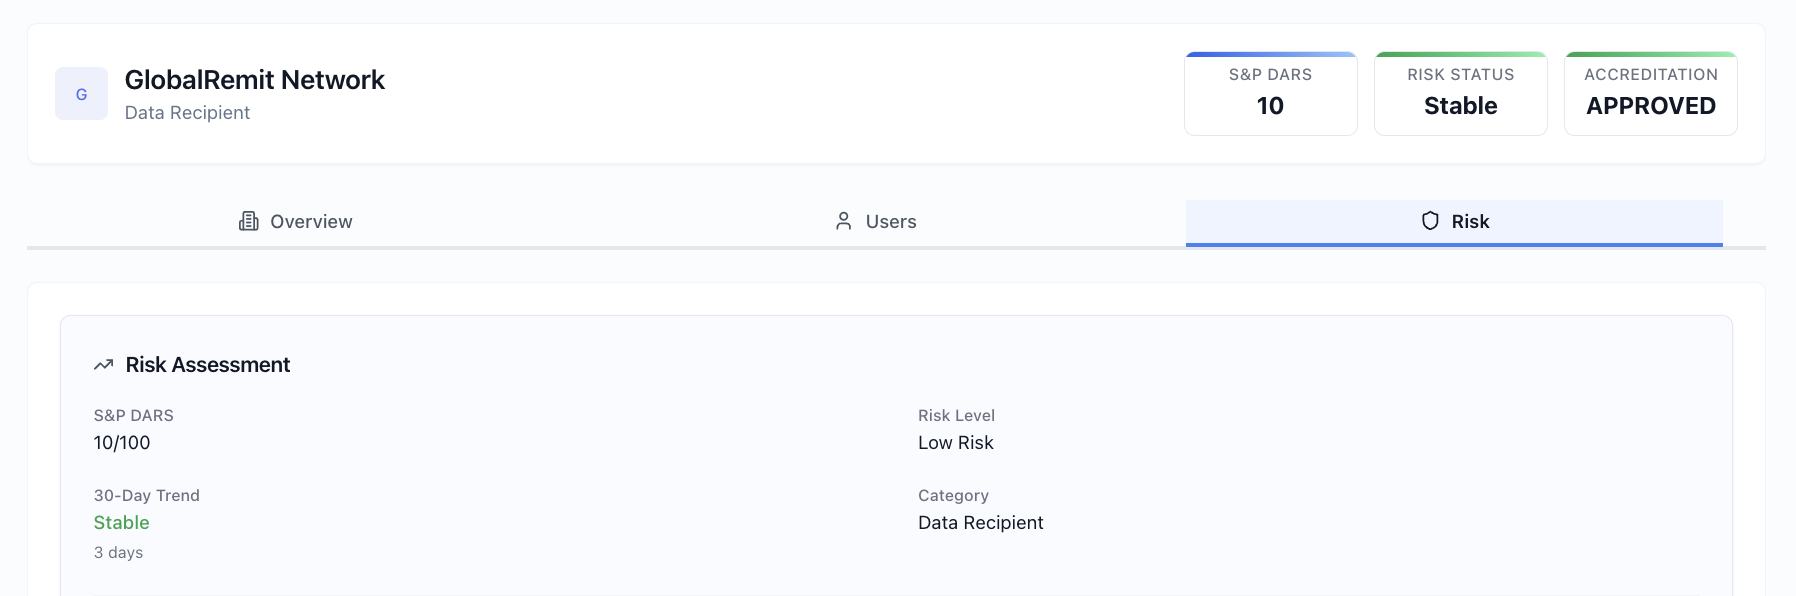 G
GlobalRemit Network
Data Recipient
S&P DARS
10
RISK STATUS
Stable
ACCREDITATION
APPROVED
Overview
Users
Risk
Risk Assessment
S&P DARS
10/100
Risk Level
Low Risk
30-Day Trend
Stable
3 days
Category
Data Recipient